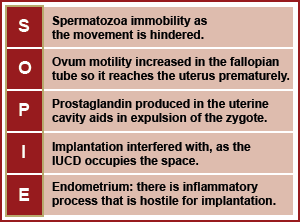 S
Spermatozoa immobility as
the movement is hindered.
O
Ovum motility increased in the fallopian
tube so it reaches the uterus prematurely.
P
Prostaglandin produced in the uterine
cavity aids in expulsion of the zygote.
I
Implantation interfered with, as the
IUCD occupies the space.
E
Endometrium: there is inflammatory
process that is hostile for implantation.